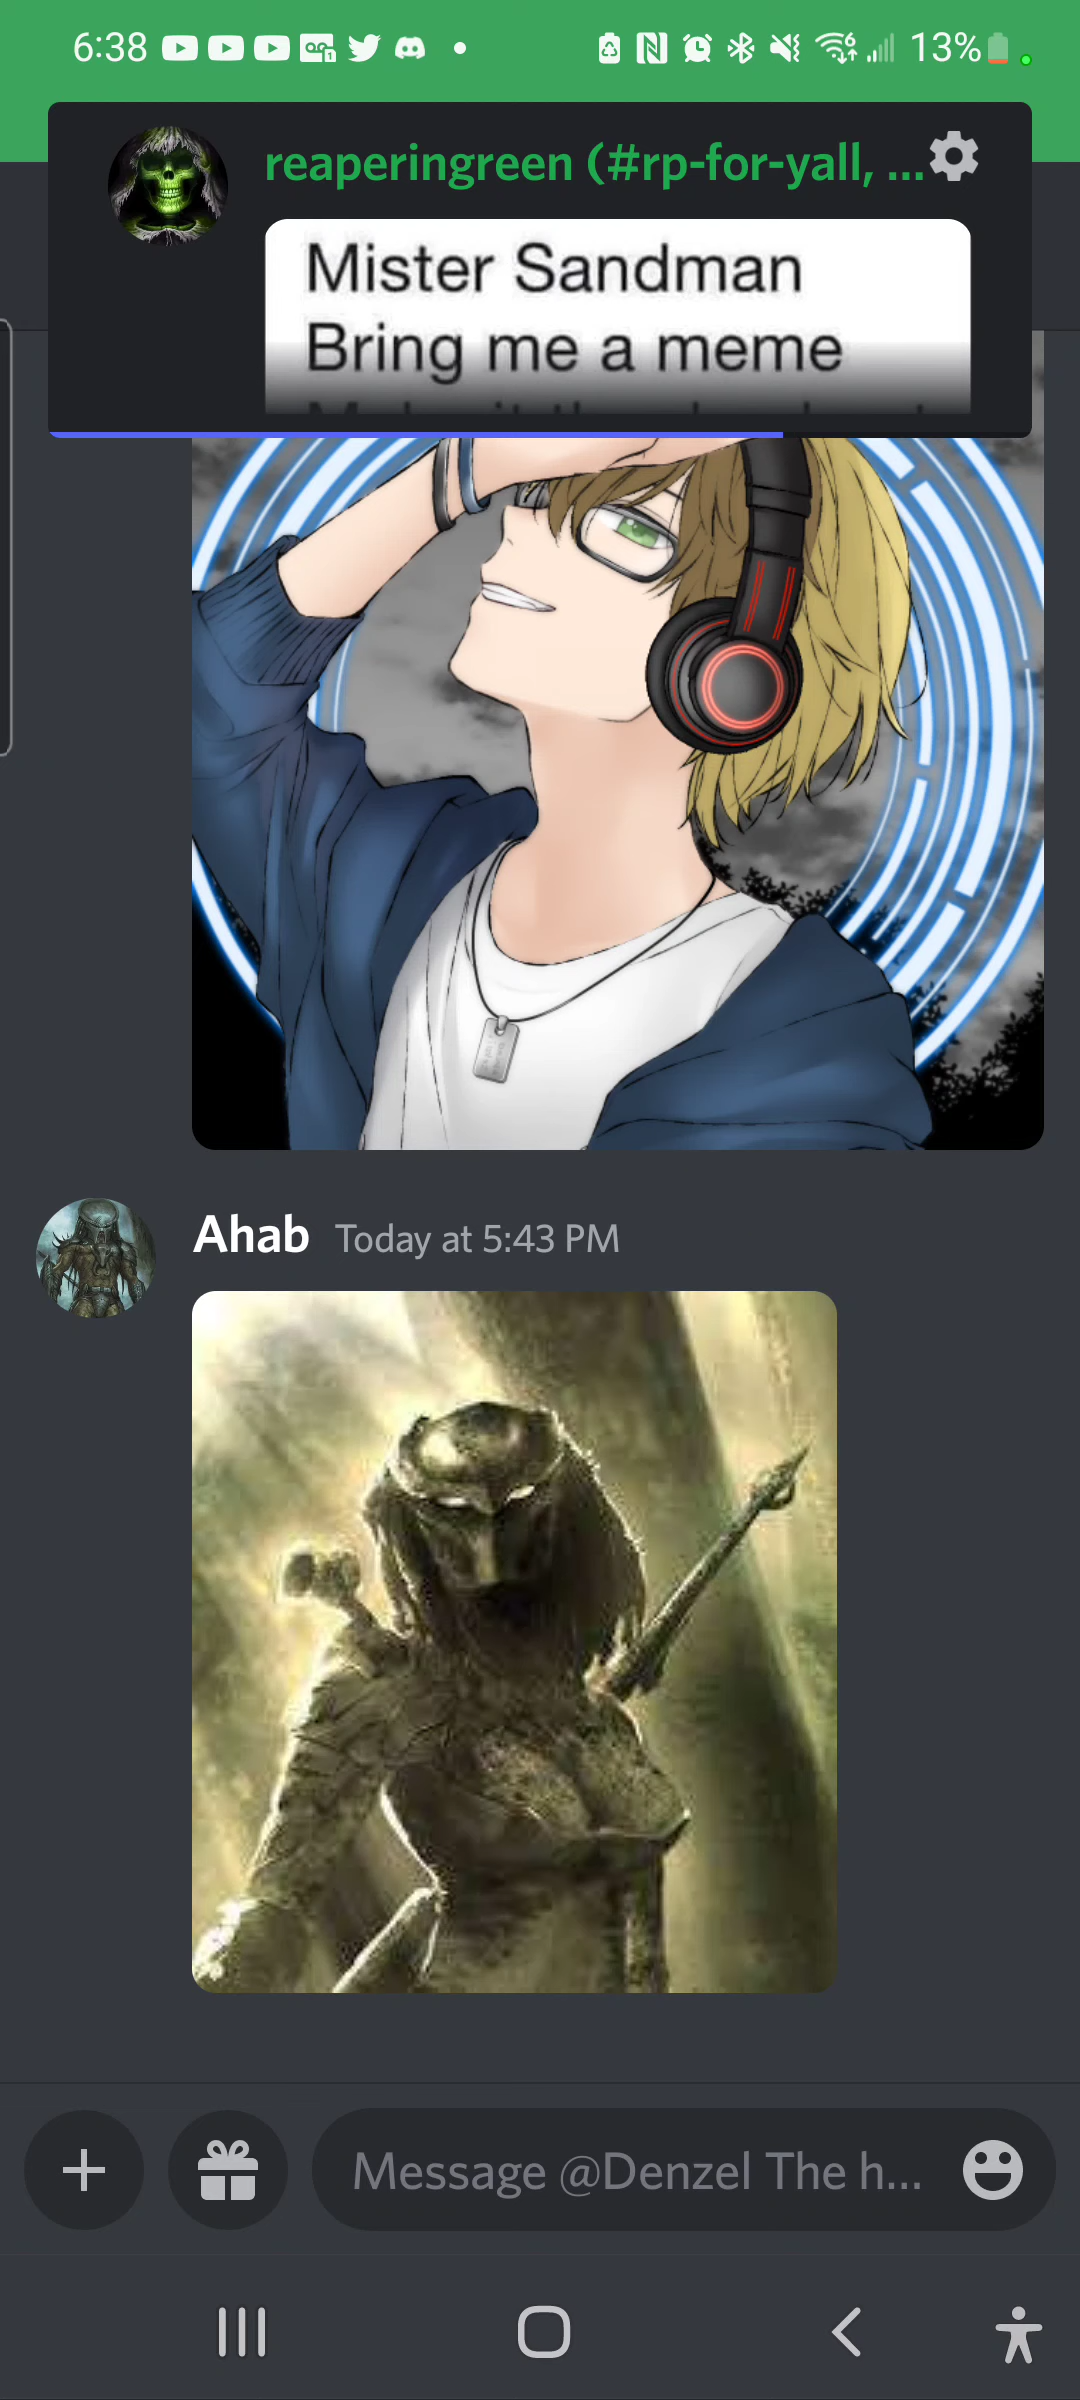 6:38
13%
reaperingreen (#rp-for-yall, ...
Mister Sandman
Bring me a meme
Ahab Today at 5:43 PM
Message @Denzel The h...